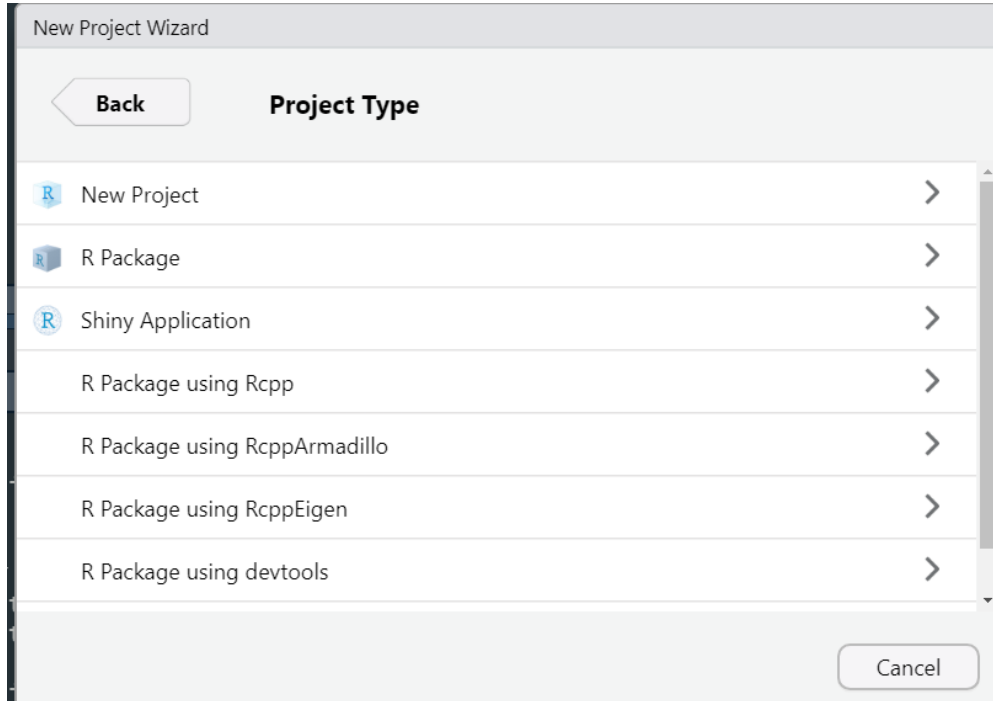 New Project Wizard
Back
Project Type
R New Project
R R Package
R Shiny Application
R Package using Rcpp
R Package using RcppArmadillo
R Package using RcppEigen
R Package using devtools
Cancel